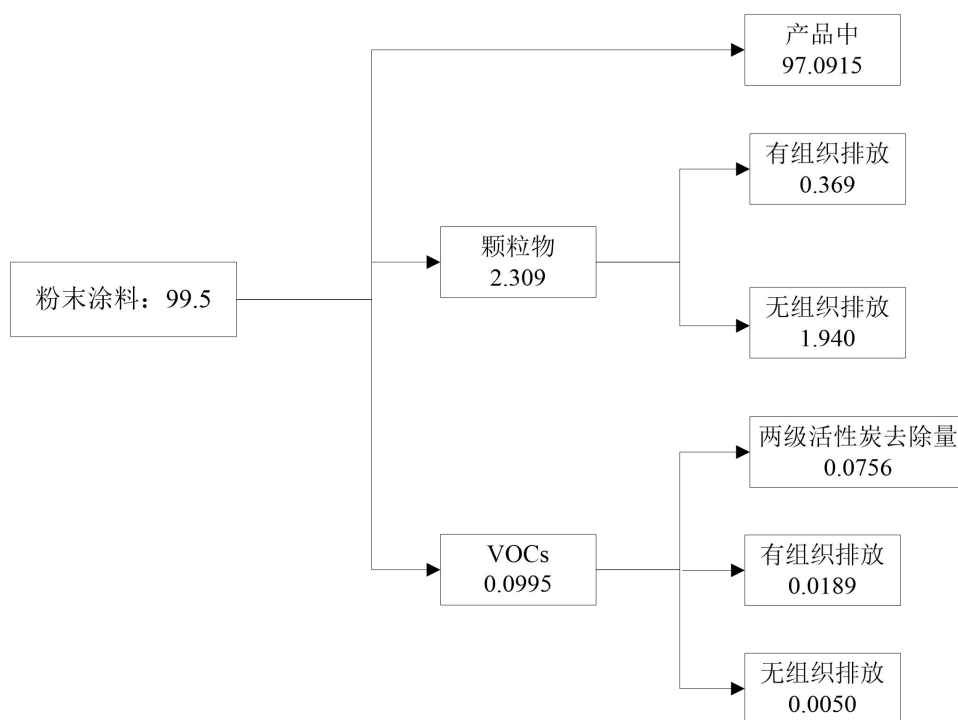 产品中
97.0915
有组织排放
0.369
颗粒物
2.309
粉末涂料：99.5
无组织排放
1.940
两级活性炭去除量
0.0756
VOCs
0.0995
有组织排放
0.0189
无组织排放
0.0050